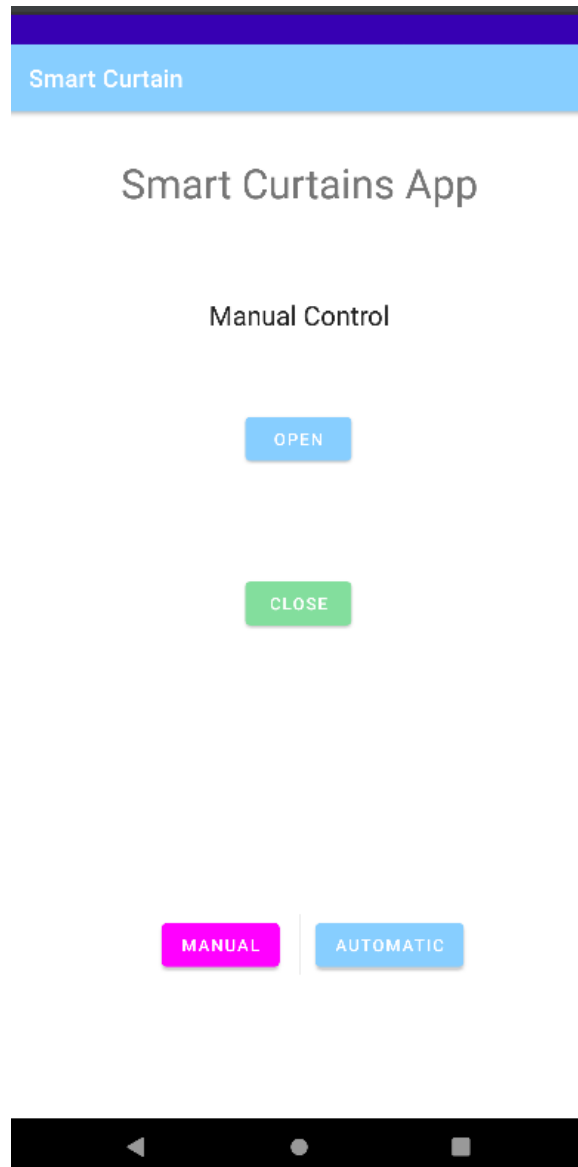 Smart Curtain
Smart Curtains App
Manual Control
OPEN
CLOSE
MANUAL AUTOMATIC